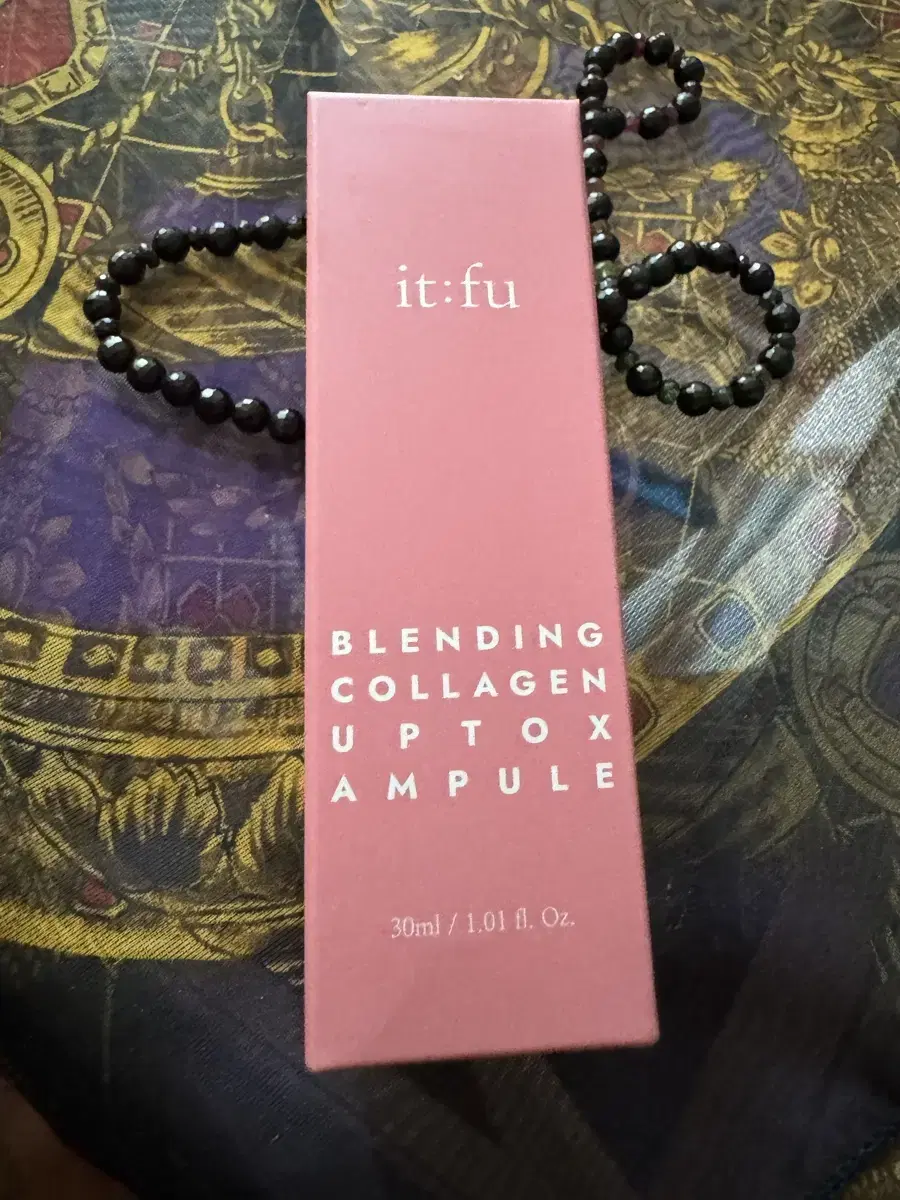 it:fu
BLENDING
COLLAGEN
UPTOX
AMPULE
30ml / 1.01 fl. Oz.